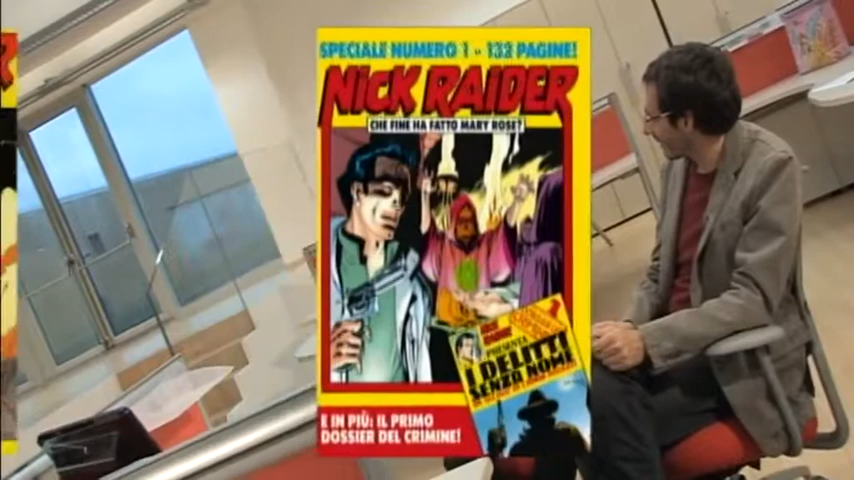 SPECIALE NUMERO 1 - 132 PAGINE!
NICK RAIDER
CHE FINE HA FATTO MARY ROSE?
PRESENTA
I DELITTI
SENZA NOME
E IN PIÙ: IL PRIMO
DOSSIER DEL CRIMINE!